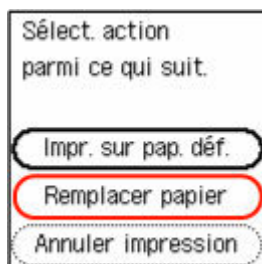 Sélect. action
parmi ce qui suit.
Impr. sur pap. déf.
Remplacer papier
Annuler impression